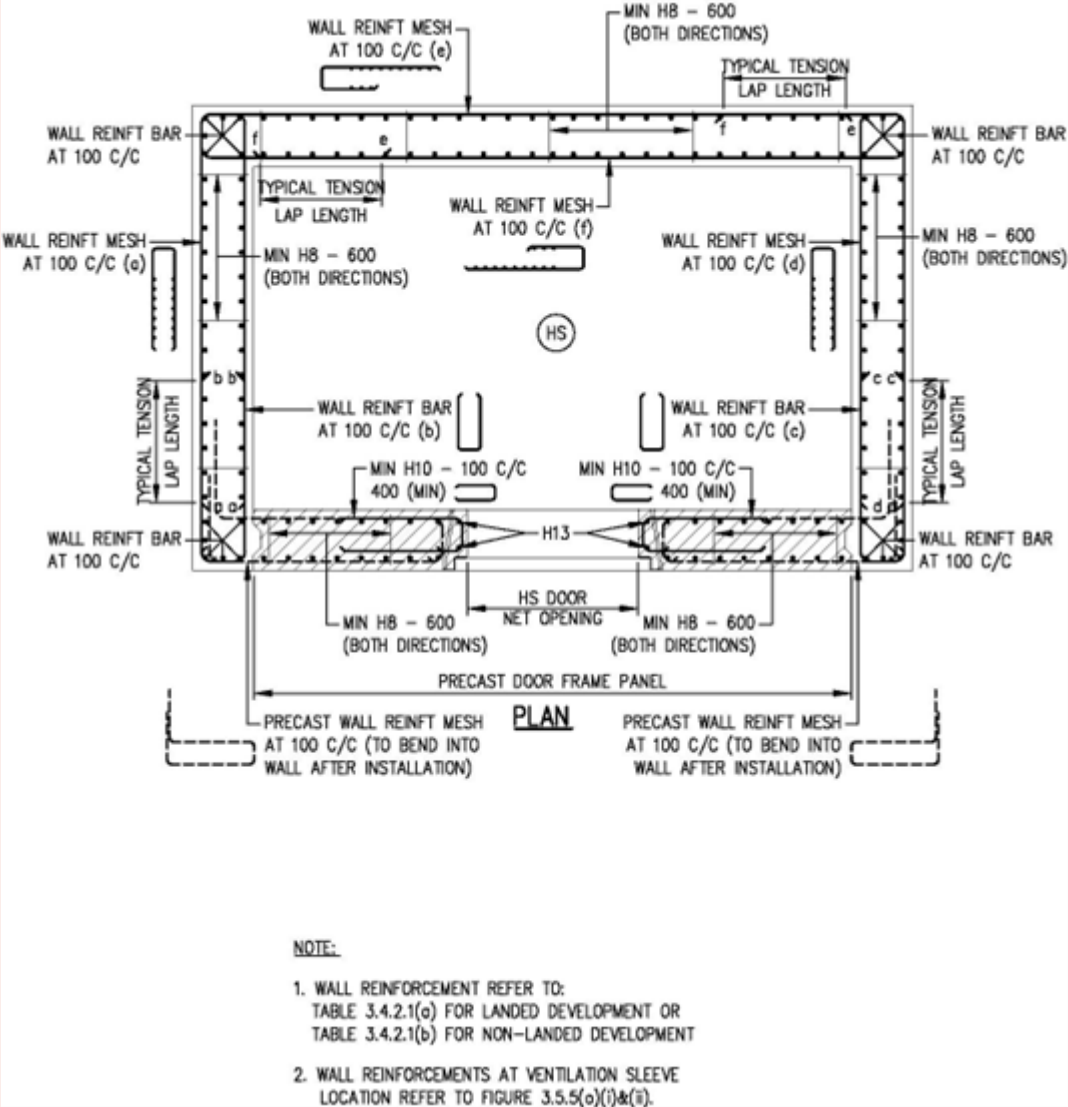 WALL REINFT MESH
AT 100 C/C (e)
MIN H8 - 600
(BOTH DIRECTIONS)
TYPICAL TENSION
LAP LENGTH
WALL REINFT BAR
AT 100 C/C
f
e
f
e
WALL REINFT BAR
AT 100 C/C
TYPICAL TENSION
LAP LENGTH
WALL REINFT MESH
AT 100 C/C (f)
WALL REINFT MESH
AT 100 C/C (a)
MIN H8 - 600
(BOTH DIRECTIONS)
WALL REINFT MESH
AT 100 C/C (d)
MIN H8 - 600
(BOTH DIRECTIONS)
HS
b b
c c
TYPICAL TENSION
LAP LENGTH
WALL REINFT BAR
AT 100 C/C (b)
WALL REINFT BAR
AT 100 C/C (c)
TYPICAL TENSION
LAP LENGTH
MIN H10 - 100 C/C
400 (MIN)
MIN H10 - 100 C/C
400 (MIN)
a a
d d
WALL REINFT BAR
AT 100 C/C
H13
WALL REINFT BAR
AT 100 C/C
HS DOOR
NET OPENING
MIN H8 - 600
(BOTH DIRECTIONS)
MIN H8 - 600
(BOTH DIRECTIONS)
PRECAST DOOR FRAME PANEL
PLAN
PRECAST WALL REINFT MESH
AT 100 C/C (TO BEND INTO
WALL AFTER INSTALLATION)
PRECAST WALL REINFT MESH
AT 100 C/C (TO BEND INTO
WALL AFTER INSTALLATION)
NOTE:
1. WALL REINFORCEMENT REFER TO:
TABLE 3.4.2.1(a) FOR LANDED DEVELOPMENT OR
TABLE 3.4.2.1(b) FOR NON-LANDED DEVELOPMENT
2. WALL REINFORCEMENTS AT VENTILATION SLEEVE
LOCATION REFER TO FIGURE 3.5.5(a)(i)&(ii).